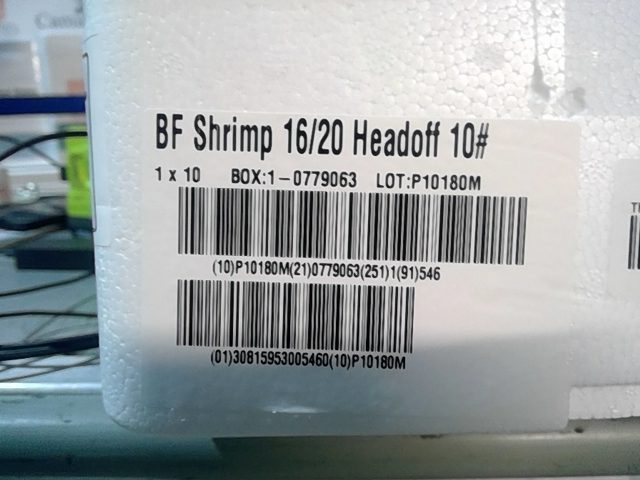 BF Shrimp 16/20 Headoff 10#
1 x 10 BOX:1-0779063 LOT:P10180M
(10)P10180M(21)0779063(251)1(91)546
(01)30815953005460(10)P10180M